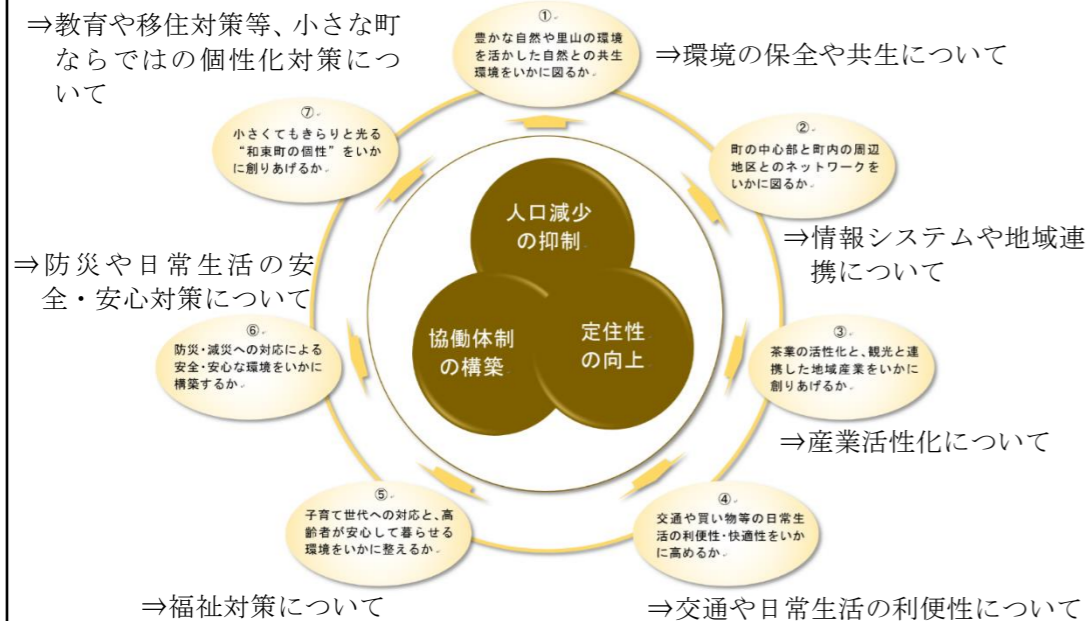 ⇒教育や移住対策等、小さな町
ならではの個性化対策につ
いて
①
豊かな自然や里山の環境
を活かした自然との共生
環境をいかに図るか
⇒環境の保全や共生について
②
町の中心部と町内の周辺
地区とのネットワークを
いかに図るか
⇒情報システムや地域連
携について
③
茶業の活性化と、観光と連
携した地域産業をいかに
創りあげるか
⇒産業活性化について
④
交通や買い物等の日常生
活の利便性・快適性をいか
に高めるか
⇒交通や日常生活の利便性について
⑤
子育て世代への対応と、高
齢者が安心して暮らせる
環境をいかに整えるか
⇒福祉対策について
⑥
防災・減災への対応による
安全・安心な環境をいかに
構築するか
⇒防災や日常生活の安
全・安心対策について
⑦
小さくてもきらりと光る
“和束町の個性”をいか
に創りあげるか
人口減少
の抑制
協働体制
の構築
定住性
の向上